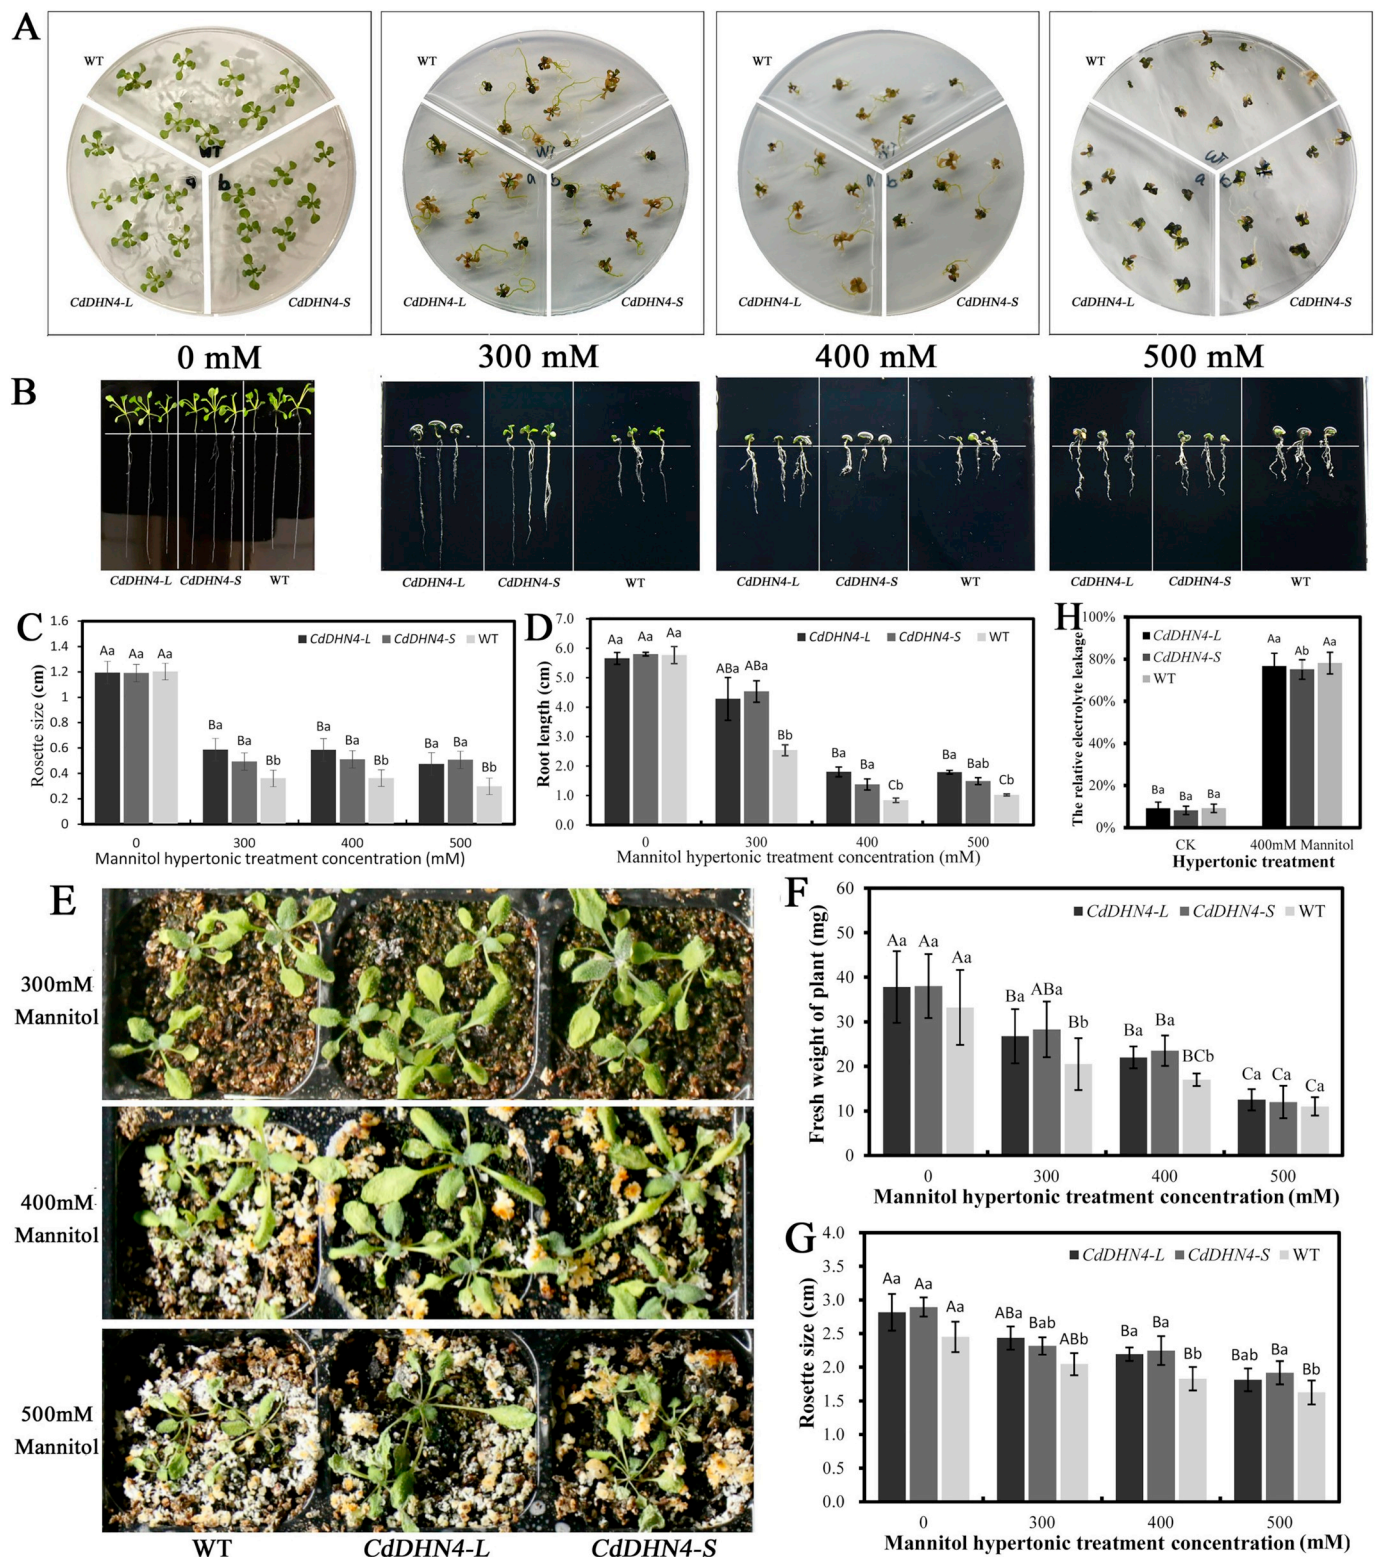 A
WT
CdDHN4-L
CdDHN4-S
WT
a
b
0 mM
WT
CdDHN4-L
CdDHN4-S
WT
a
b
300 mM
WT
CdDHN4-L
CdDHN4-S
a
b
400 mM
WT
CdDHN4-L
CdDHN4-S
WT
a
500 mM
B
CdDHN4-L CdDHN4-S WT
CdDHN4-L CdDHN4-S WT
CdDHN4-L CdDHN4-S WT
CdDHN4-L CdDHN4-S WT
C
CdDHN4-L CdDHN4-S WT
Rosette size (cm)
1.6
1.4
1.2
1
0.8
0.6
0.4
0.2
0
Aa Aa Aa
Ba Ba Bb
Ba Ba Bb
Ba Ba Bb
0 300 400 500
Mannitol hypertonic treatment concentration (mM)
D
CdDHN4-L CdDHN4-S WT
Root length (cm)
7.0
6.0
5.0
4.0
3.0
2.0
1.0
0.0
Aa Aa Aa
ABa ABa Bb
Ba Ba Cb
Ba Bab Cb
0 300 400 500
Mannitol hypertonic treatment concentration (mM)
H
The relative electrolyte leakage
100%
80%
60%
40%
20%
0%
CdDHN4-L
CdDHN4-S
WT
Ba Ba Ba
Aa Ab Aa
CK 400mM Mannitol
Hypertonic treatment
E
300mM
Mannitol
400mM
Mannitol
500mM
Mannitol
WT CdDHN4-L CdDHN4-S
F
CdDHN4-L CdDHN4-S WT
Fresh weight of plant (mg)
60
50
40
30
20
10
0
Aa Aa Aa
Ba ABa Bb
Ba Ba BCb
Ca Ca Ca
0 300 400 500
Mannitol hypertonic treatment concentration (mM)
G
CdDHN4-L CdDHN4-S WT
Rosette size (cm)
4.0
3.5
3.0
2.5
2.0
1.5
1.0
0.5
0.0
Aa Aa Aa
ABa Bab ABb
Ba Ba Bb
Bab Ba Bb
0 300 400 500
Mannitol hypertonic treatment concentration (mM)